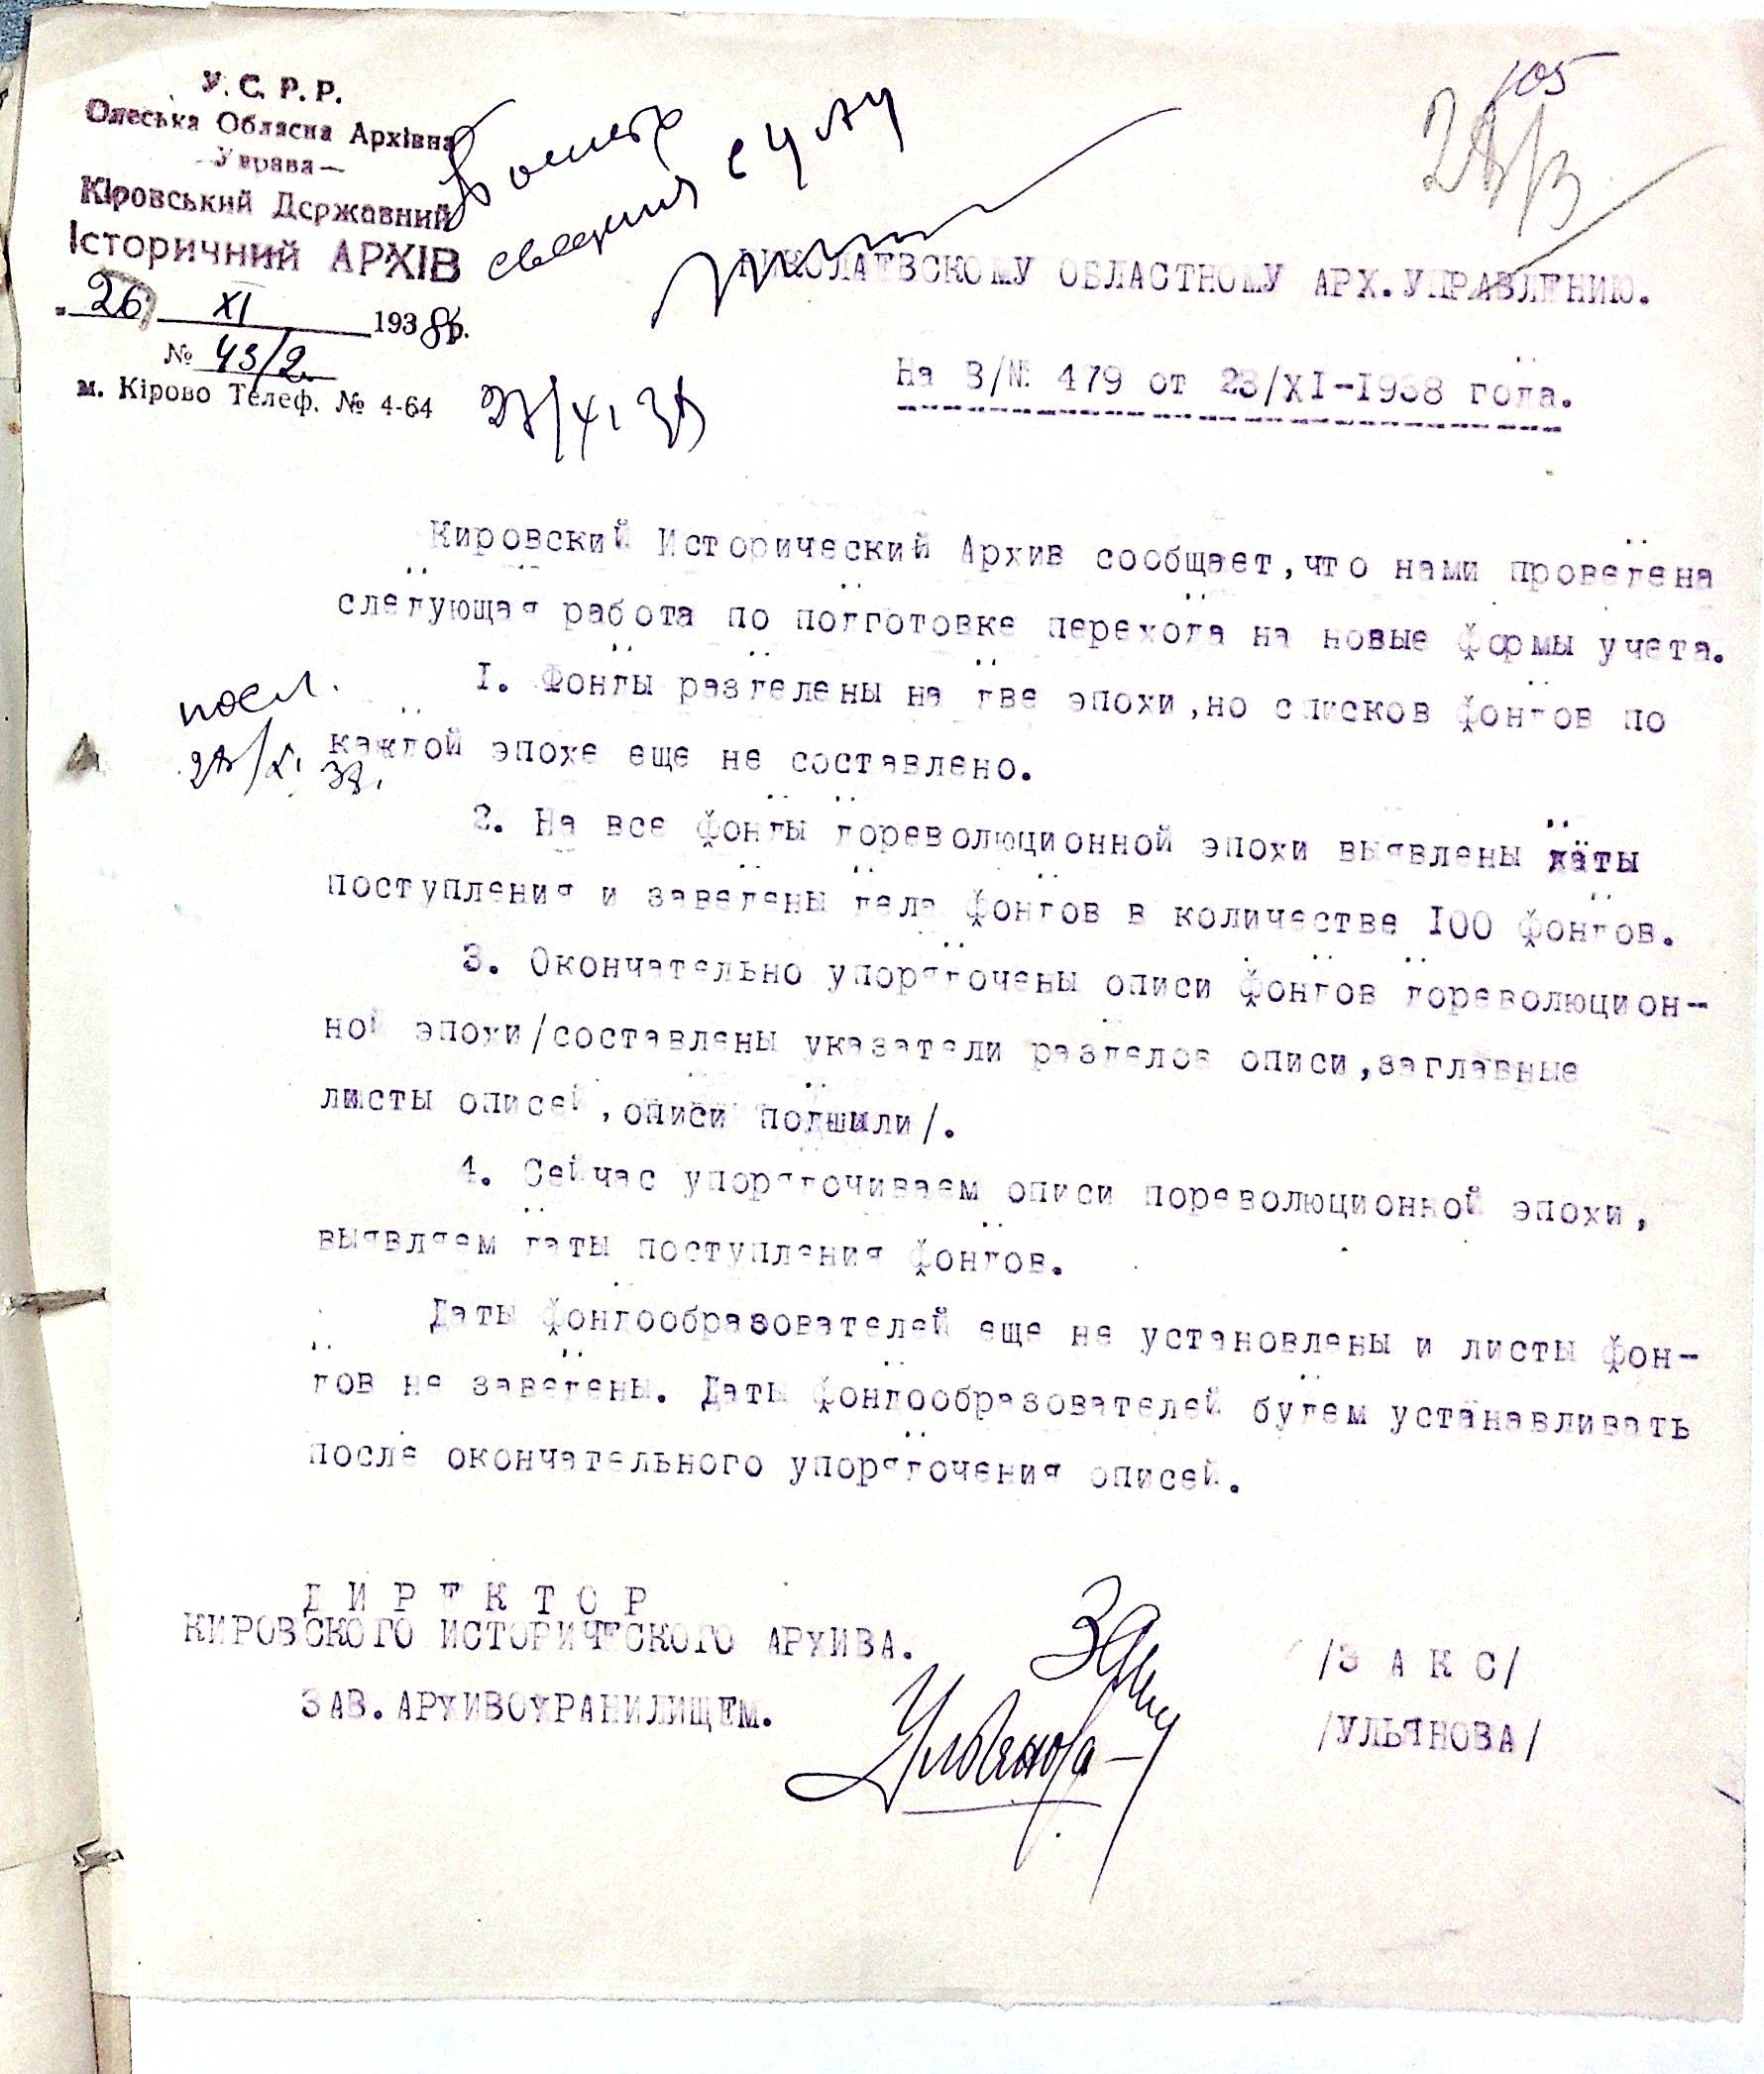 105
У. С. Р. Р.
Одеська Обласна Архівна
—Управа—
Кіровський Державний
Історичний АРХІВ
26 XI 1938 р.
№ 43/2
м. Кірово Телеф. № 4-64
НИКОЛАЕВСКОМУ ОБЛАСТНОМУ АРХ.УПРАВЛЕНИЮ.
На В/№ 479 от 23/XI-1938 года.
27/XI 38
Кировский Исторический Архив сообщает,что нами проведена
следующая работа по подготовке перехода на новые формы учета.
1. Фонды разделены на две эпохи,но списков фондов по
каждой эпохе еще не составлено.
2. На все фонды дореволюционной эпохи выявлены даты
поступления и заведены дела фондов в количестве 100 фондов.
3. Окончательно упорядочены описи фондов дореволюцион-
ной эпохи/составлены указатели разделов описи,заглавные
листы описей,описи подшили/.
4. Сейчас упорядочиваем описи пореволюционной эпохи,
выявляем даты поступления фондов.
Даты фондообразователей еще не установлены и листы фон-
дов не заведены. Даты фондообразователей будем устанавливать
после окончательного упорядочения описей.
Д И Р Е К Т О Р
КИРОВСКОГО ИСТОРИЧЕСКОГО АРХИВА. /З А К С/
ЗАВ.АРХИВОХРАНИЛИЩЕМ. Ульянова /УЛЬЯНОВА/